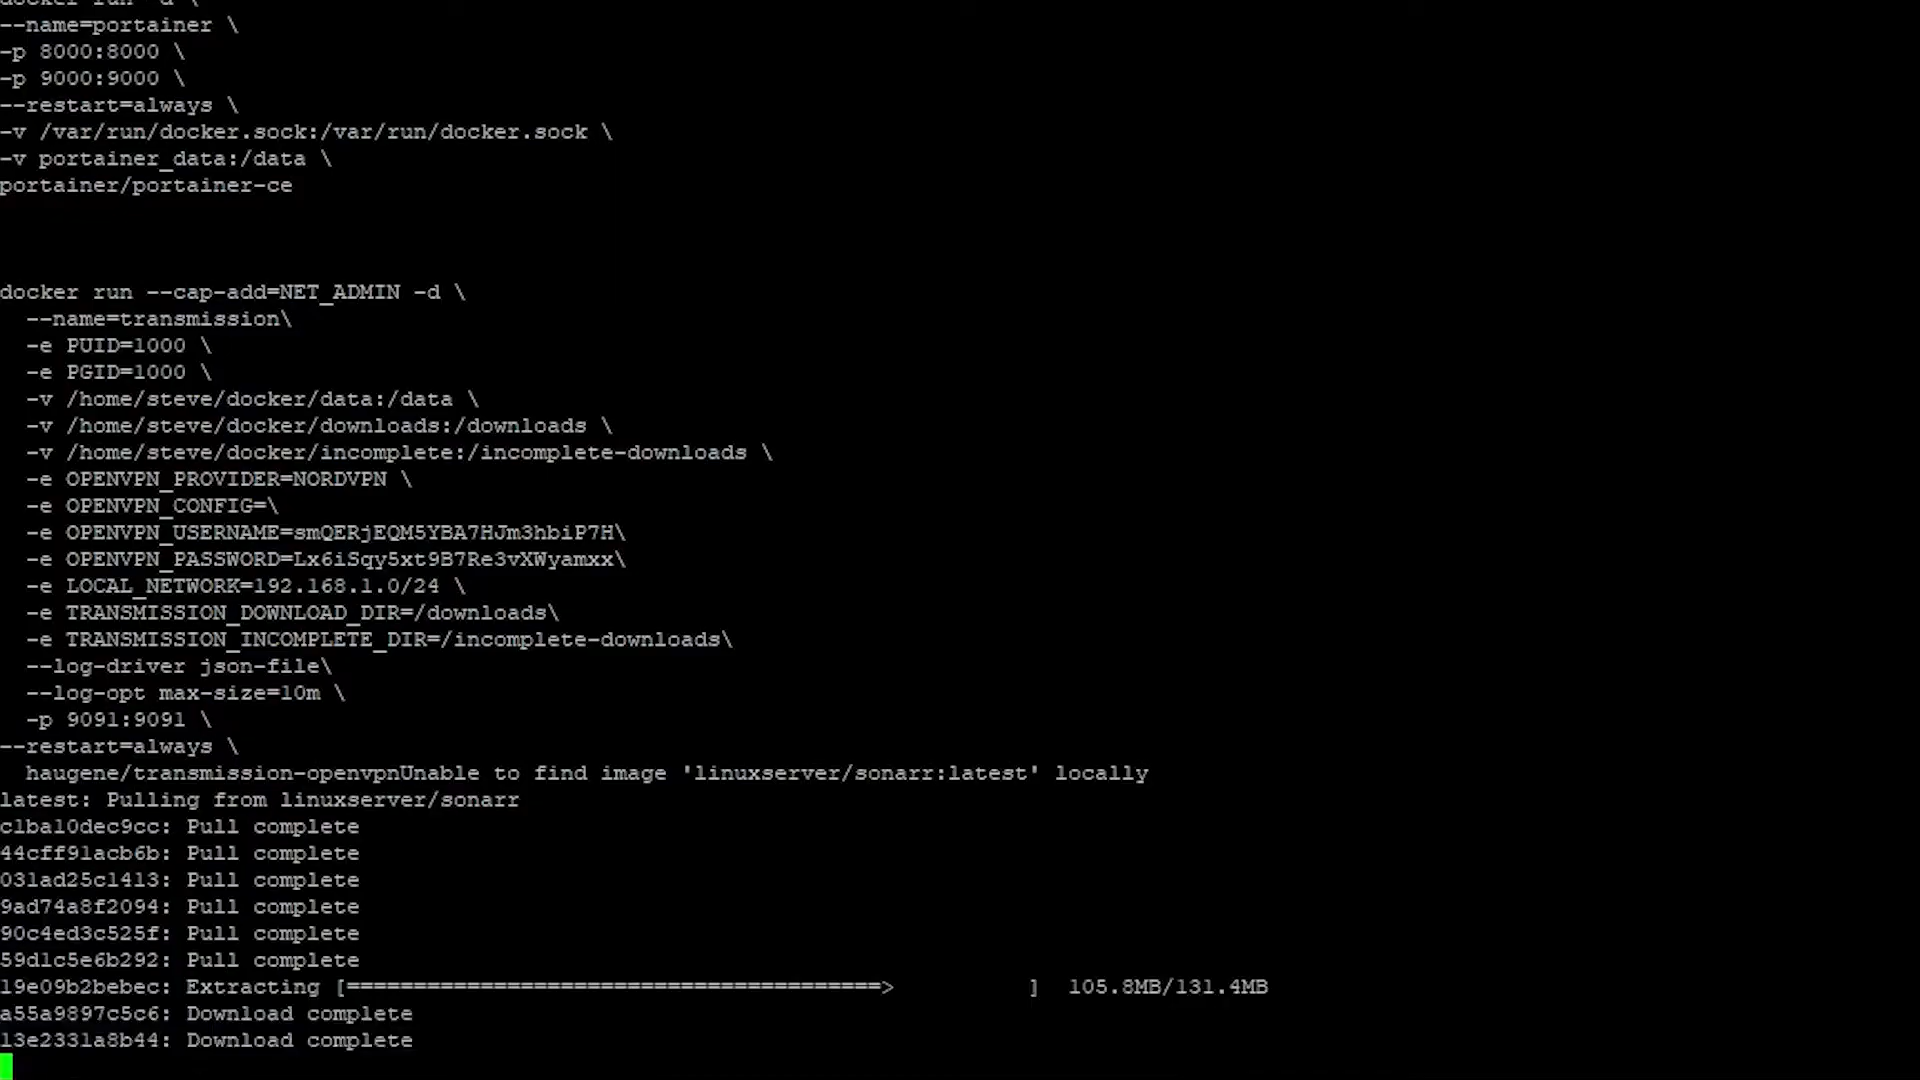 docker run -d \
--name=portainer \
-p 8000:8000 \
-p 9000:9000 \
--restart=always \
-v /var/run/docker.sock:/var/run/docker.sock \
-v portainer_data:/data \
portainer/portainer-ce
docker run --cap-add=NET_ADMIN -d \
--name=transmission\
-e PUID=1000 \
-e PGID=1000 \
-v /home/steve/docker/data:/data \
-v /home/steve/docker/downloads:/downloads \
-v /home/steve/docker/incomplete:/incomplete-downloads \
-e OPENVPN_PROVIDER=NORDVPN \
-e OPENVPN_CONFIG=\
-e OPENVPN_USERNAME=smQERjEQM5YBA7HJm3hbiP7H\
-e OPENVPN_PASSWORD=Lx6iSqy5xt9B7Re3vXWyamxx\
-e LOCAL_NETWORK=192.168.1.0/24 \
-e TRANSMISSION_DOWNLOAD_DIR=/downloads\
-e TRANSMISSION_INCOMPLETE_DIR=/incomplete-downloads\
--log-driver json-file\
--log-opt max-size=10m \
-p 9091:9091 \
--restart=always \
haugene/transmission-openvpnUnable to find image 'linuxserver/sonarr:latest' locally
latest: Pulling from linuxserver/sonarr
c1ba10dec9cc: Pull complete
44cff91acb6b: Pull complete
031ad25c1413: Pull complete
9ad74a8f2094: Pull complete
90c4ed3c525f: Pull complete
59d1c5e6b292: Pull complete
19e09b2bebec: Extracting [========================================>          ]  105.8MB/131.4MB
a55a9897c5c6: Download complete
13e2331a8b44: Download complete